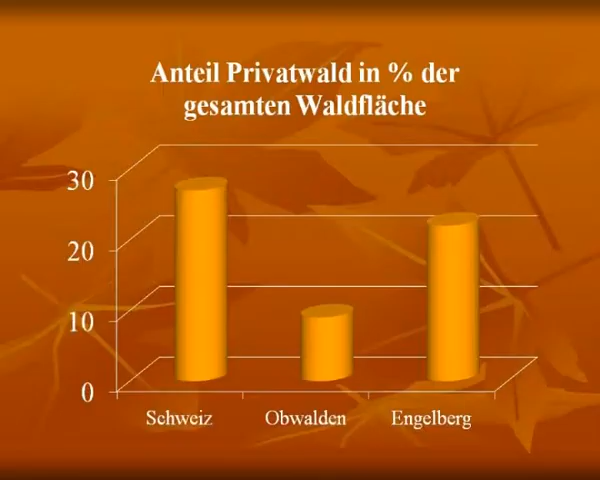 Anteil Privatwald in % der
gesamten Waldfläche
30
20
10
0
Schweiz Obwalden Engelberg